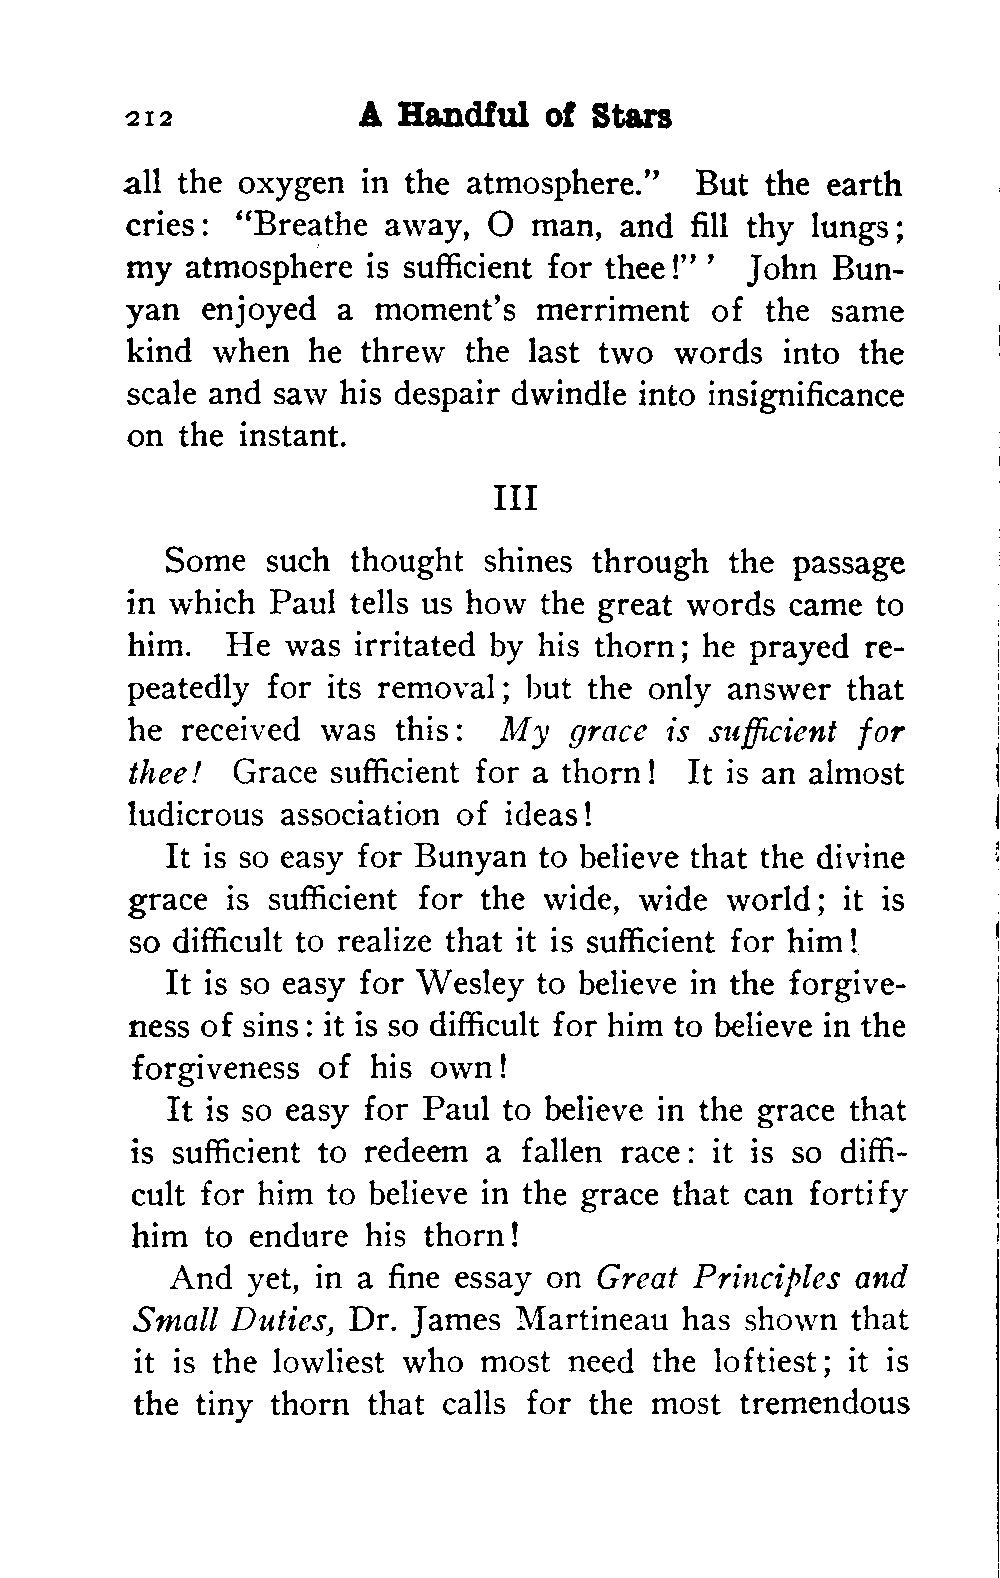 212 A Handful of Stars
all the oxygen in the atmosphere.” But the earth
cries: “Breathe away, O man, and fill thy lungs;
my atmosphere is sufficient for thee!” ’ John Bun-
yan enjoyed a moment’s merriment of the same
kind when he threw the last two words into the
scale and saw his despair dwindle into insignificance
on the instant.
III
Some such thought shines through the passage
in which Paul tells us how the great words came to
him. He was irritated by his thorn; he prayed re-
peatedly for its removal; but the only answer that
he received was this: My grace is sufficient for
thee! Grace sufficient for a thorn! It is an almost
ludicrous association of ideas!
It is so easy for Bunyan to believe that the divine
grace is sufficient for the wide, wide world; it is
so difficult to realize that it is sufficient for him!
It is so easy for Wesley to believe in the forgive-
ness of sins: it is so difficult for him to believe in the
forgiveness of his own!
It is so easy for Paul to believe in the grace that
is sufficient to redeem a fallen race: it is so diffi-
cult for him to believe in the grace that can fortify
him to endure his thorn!
And yet, in a fine essay on Great Principles and
Small Duties, Dr. James Martineau has shown that
it is the lowliest who most need the loftiest; it is
the tiny thorn that calls for the most tremendous